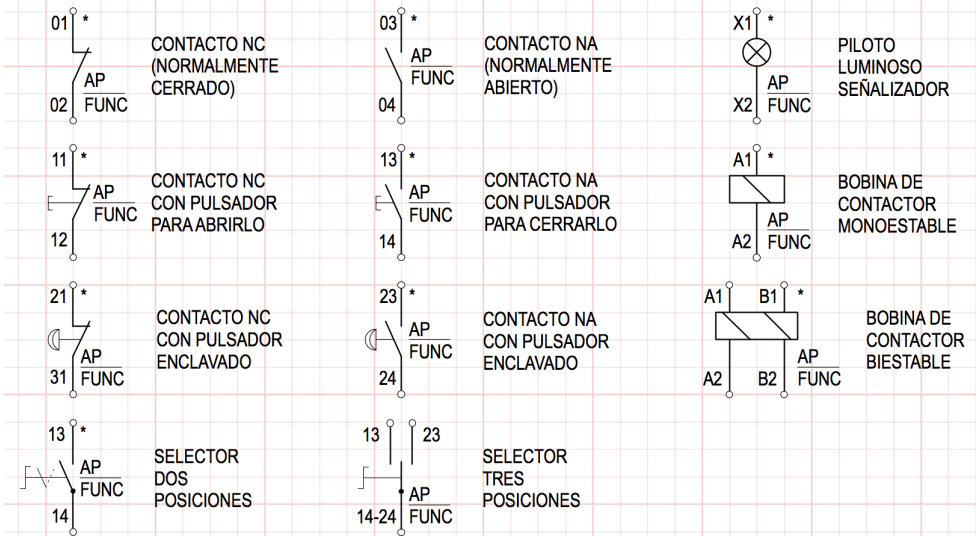 01 *
AP
FUNC
02
CONTACTO NC
(NORMALMENTE
CERRADO)
03 *
AP
FUNC
04
CONTACTO NA
(NORMALMENTE
ABIERTO)
X1 *
AP
FUNC
X2
PILOTO
LUMINOSO
SEÑALIZADOR
11 *
AP
FUNC
12
CONTACTO NC
CON PULSADOR
PARA ABRIRLO
13 *
AP
FUNC
14
CONTACTO NA
CON PULSADOR
PARA CERRARLO
A1 *
AP
FUNC
A2
BOBINA DE
CONTACTOR
MONOESTABLE
21 *
AP
FUNC
31
CONTACTO NC
CON PULSADOR
ENCLAVADO
23 *
AP
FUNC
24
CONTACTO NA
CON PULSADOR
ENCLAVADO
A1 B1 *
AP
FUNC
A2 B2
BOBINA DE
CONTACTOR
BIESTABLE
13 *
AP
FUNC
14
SELECTOR
DOS
POSICIONES
13 23
AP
FUNC
14-24
SELECTOR
TRES
POSICIONES